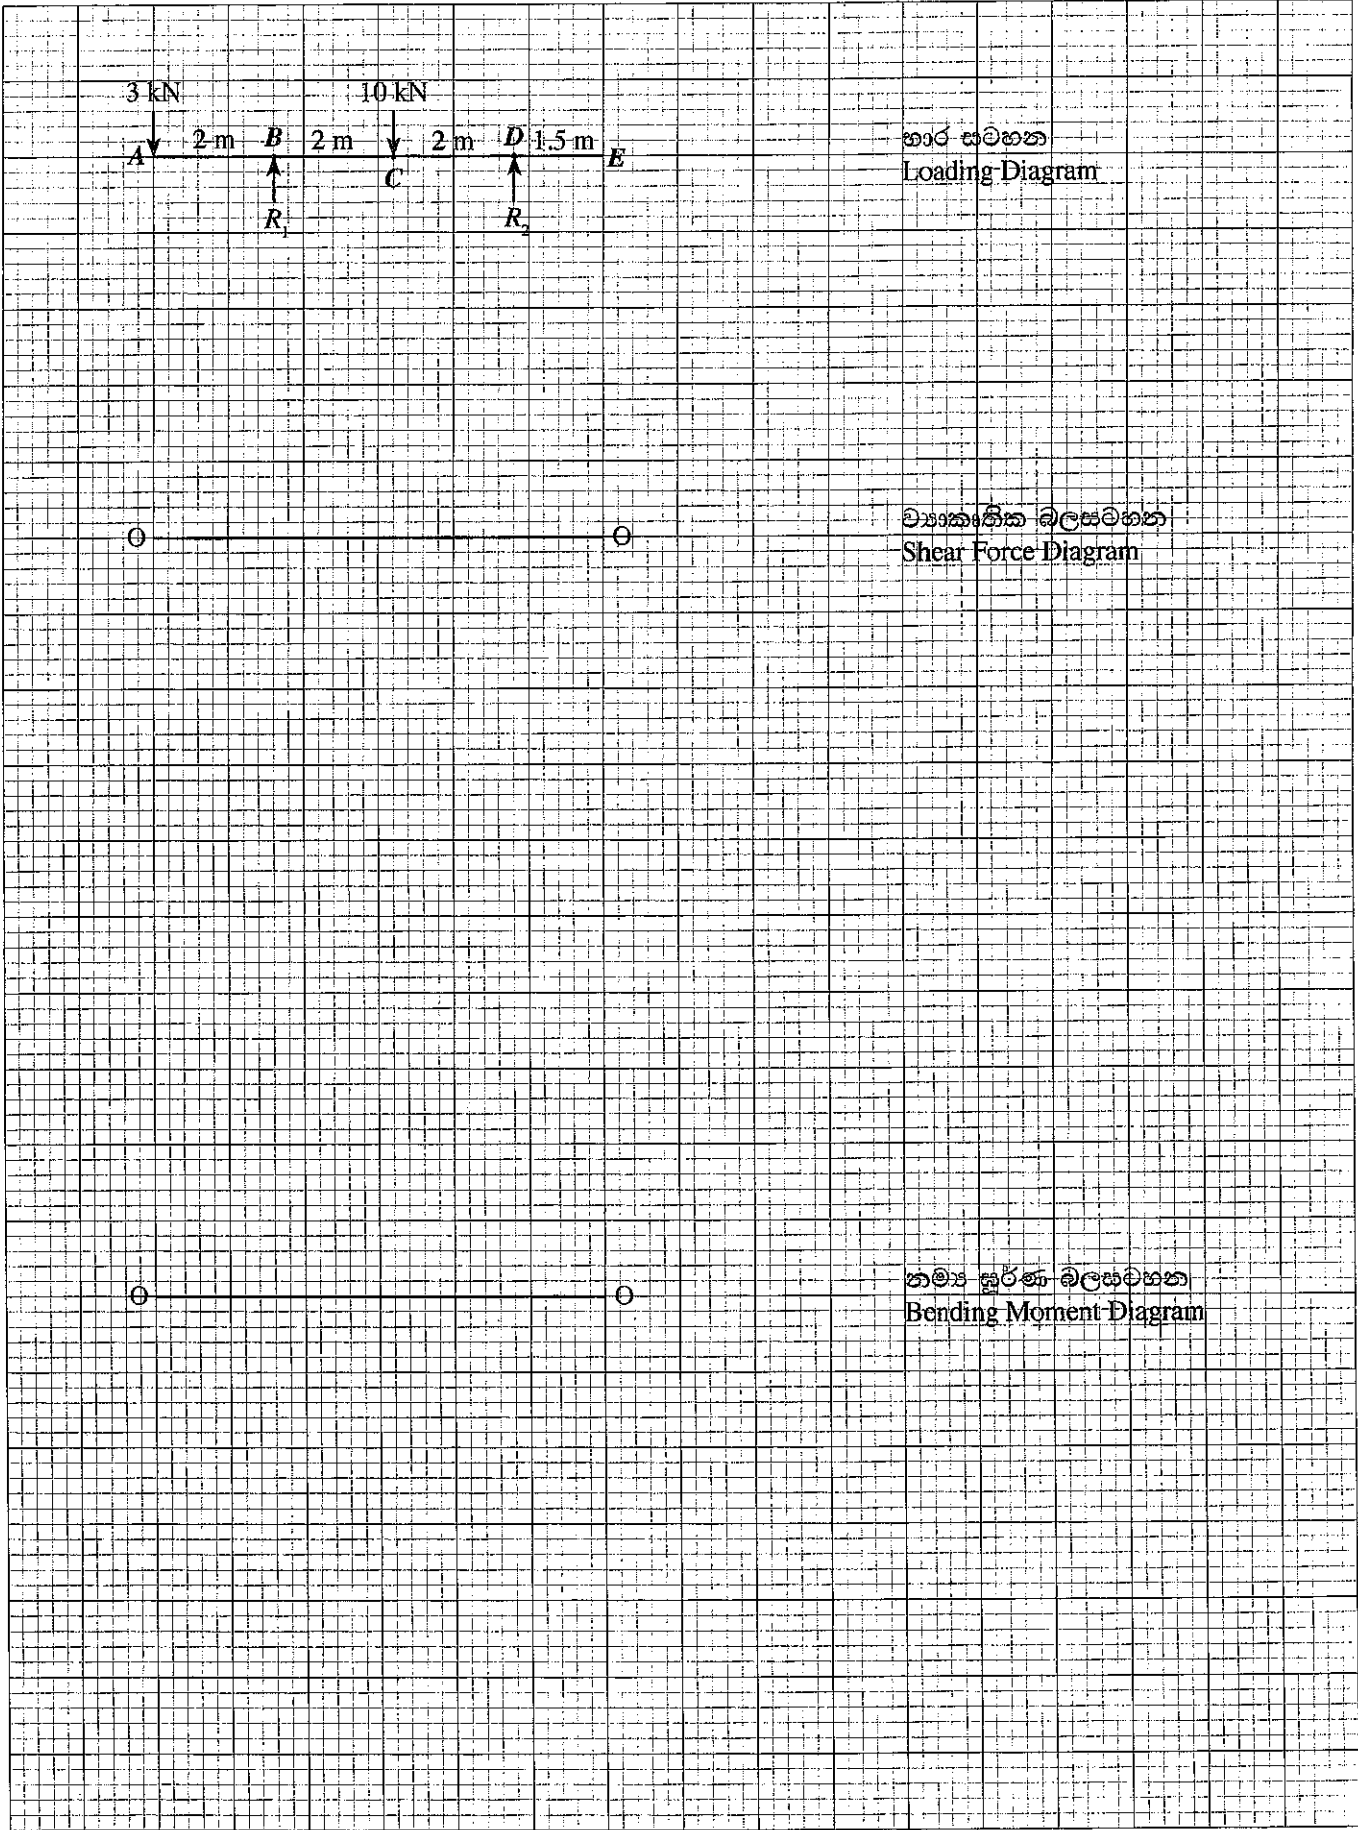 3 kN 10 kN
A 2 m B 2 m 2 m D 1.5 m E
C
R₁ R₂
භාර සටහන
Loading Diagram
O O
ව්‍යාකෘතික බලසටහන
Shear Force Diagram
O O
නම්‍ය ඝූර්ණ බලසටහන
Bending Moment Diagram